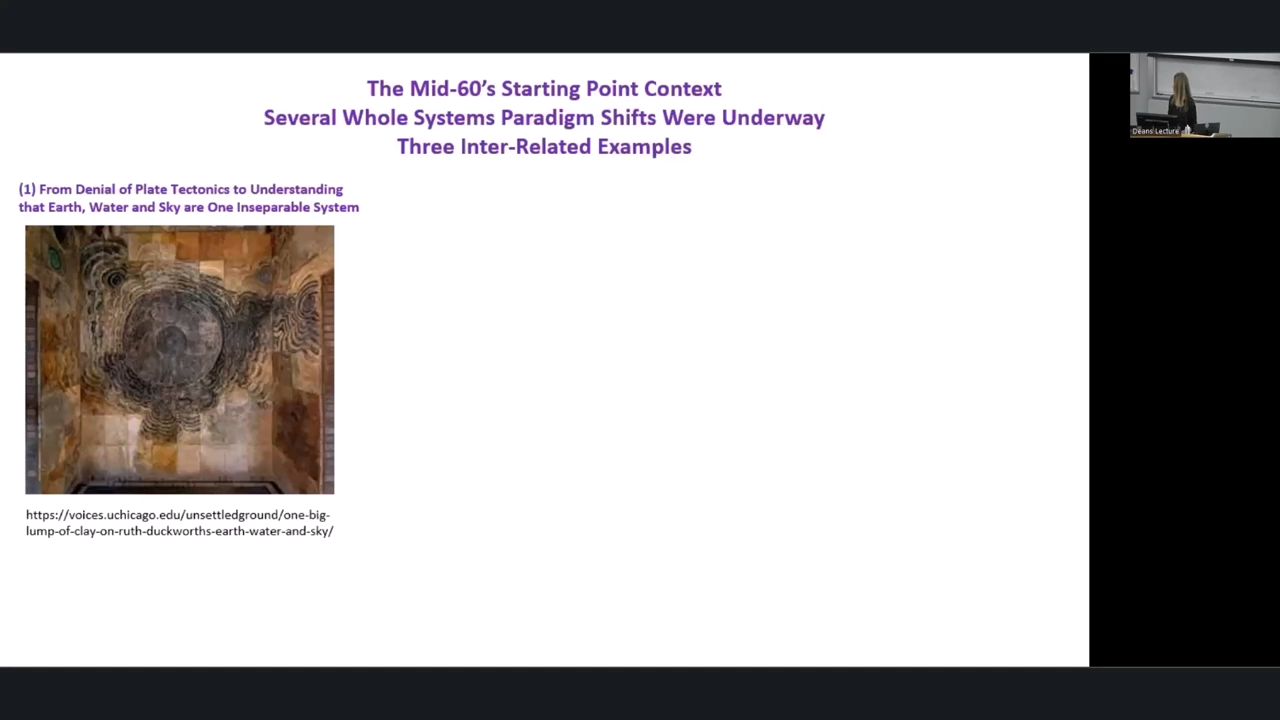 The Mid-60’s Starting Point Context
Several Whole Systems Paradigm Shifts Were Underway
Three Inter-Related Examples
(1) From Denial of Plate Tectonics to Understanding
that Earth, Water and Sky are One Inseparable System
https://voices.uchicago.edu/unsettledground/one-big-
lump-of-clay-on-ruth-duckworths-earth-water-and-sky/
Deans Lecture